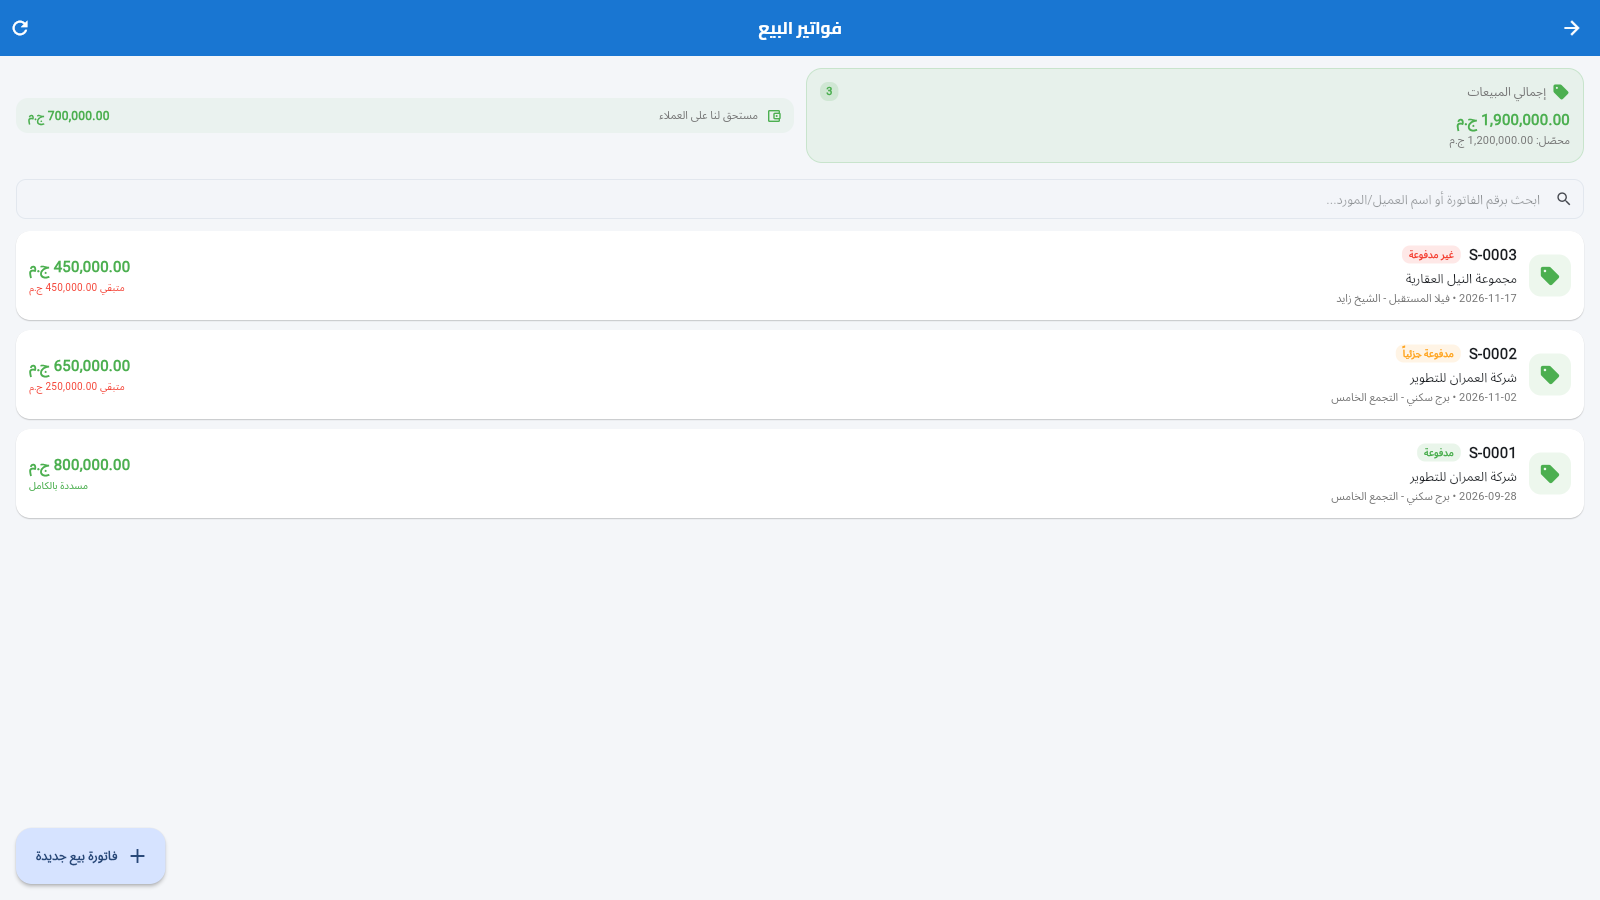 فواتير البيع
إجمالي المبيعات
3
1,900,000.00 ج.م
محصّل: 1,200,000.00 ج.م
مستحق لنا على العملاء
700,000.00 ج.م
ابحث برقم الفاتورة أو اسم العميل/المورد...
S-0003 غير مدفوعة
مجموعة النيل العقارية
2026-11-17 • فيلا المستقبل - الشيخ زايد
450,000.00 ج.م
متبقي 450,000.00 ج.م
S-0002 مدفوعة جزئياً
شركة العمران للتطوير
2026-11-02 • برج سكني - التجمع الخامس
650,000.00 ج.م
متبقي 250,000.00 ج.م
S-0001 مدفوعة
شركة العمران للتطوير
2026-09-28 • برج سكني - التجمع الخامس
800,000.00 ج.م
مسددة بالكامل
فاتورة بيع جديدة